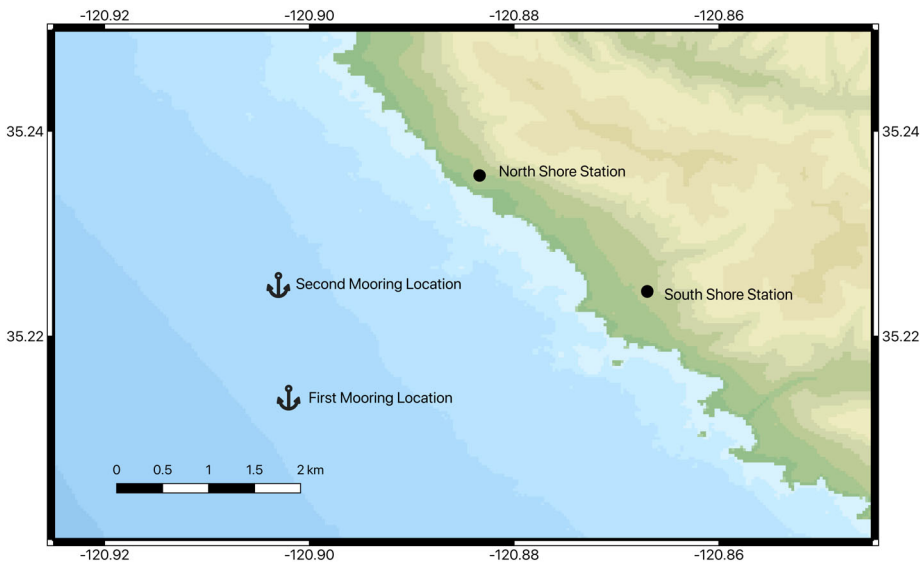 -120.92 -120.90 -120.88 -120.86
35.24 35.24
North Shore Station
Second Mooring Location
South Shore Station
35.22 35.22
First Mooring Location
0 0.5 1 1.5 2 km
-120.92 -120.90 -120.88 -120.86